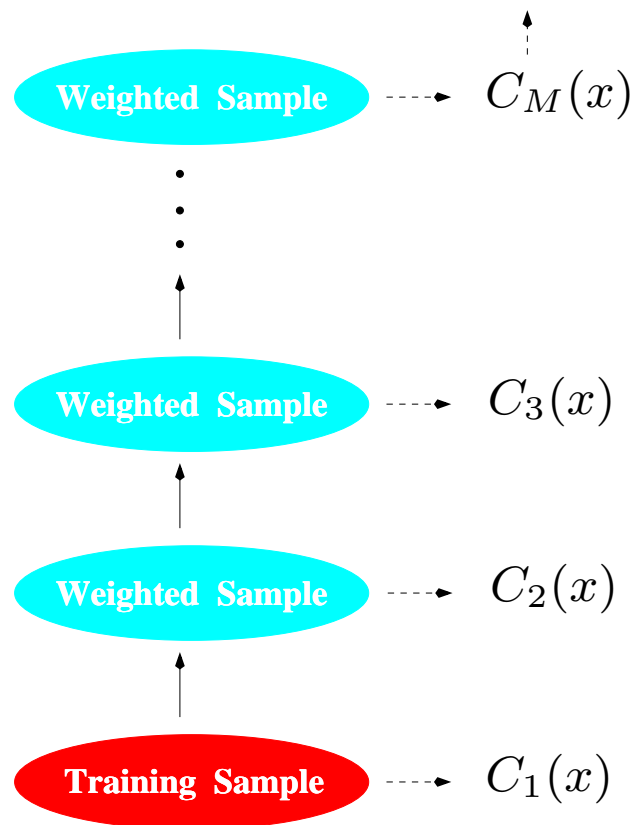 Weighted Sample C_M(x)
Weighted Sample C_3(x)
Weighted Sample C_2(x)
Training Sample C_1(x)